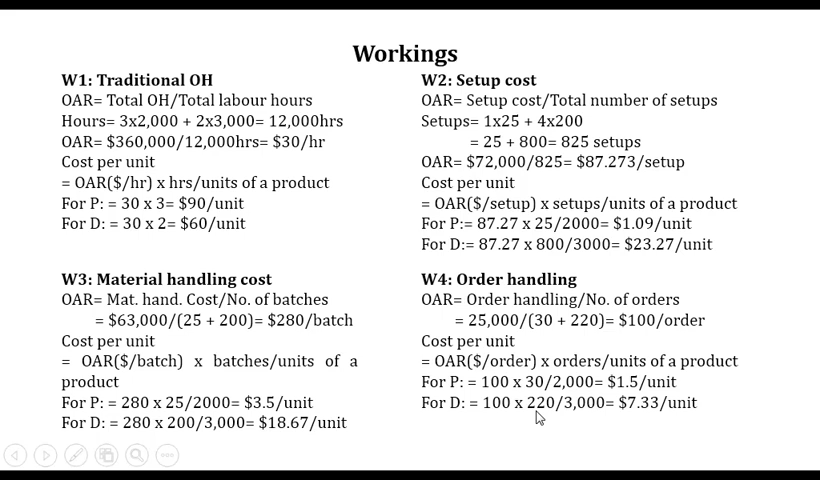 Workings
W1: Traditional OH
OAR= Total OH/Total labour hours
Hours= 3x2,000 + 2x3,000= 12,000hrs
OAR= $360,000/12,000hrs= $30/hr
Cost per unit
= OAR($/hr) x hrs/units of a product
For P: = 30 x 3= $90/unit
For D: = 30 x 2= $60/unit
W2: Setup cost
OAR= Setup cost/Total number of setups
Setups= 1x25 + 4x200
= 25 + 800= 825 setups
OAR= $72,000/825= $87.273/setup
Cost per unit
= OAR($/setup) x setups/units of a product
For P:= 87.27 x 25/2000= $1.09/unit
For D:= 87.27 x 800/3000= $23.27/unit
W3: Material handling cost
OAR= Mat. hand. Cost/No. of batches
= $63,000/(25 + 200)= $280/batch
Cost per unit
= OAR($/batch) x batches/units of a
product
For P: = 280 x 25/2000= $3.5/unit
For D: = 280 x 200/3,000= $18.67/unit
W4: Order handling
OAR= Order handling/No. of orders
= 25,000/(30 + 220)= $100/order
Cost per unit
= OAR($/order) x orders/units of a product
For P: = 100 x 30/2,000= $1.5/unit
For D: = 100 x 220/3,000= $7.33/unit